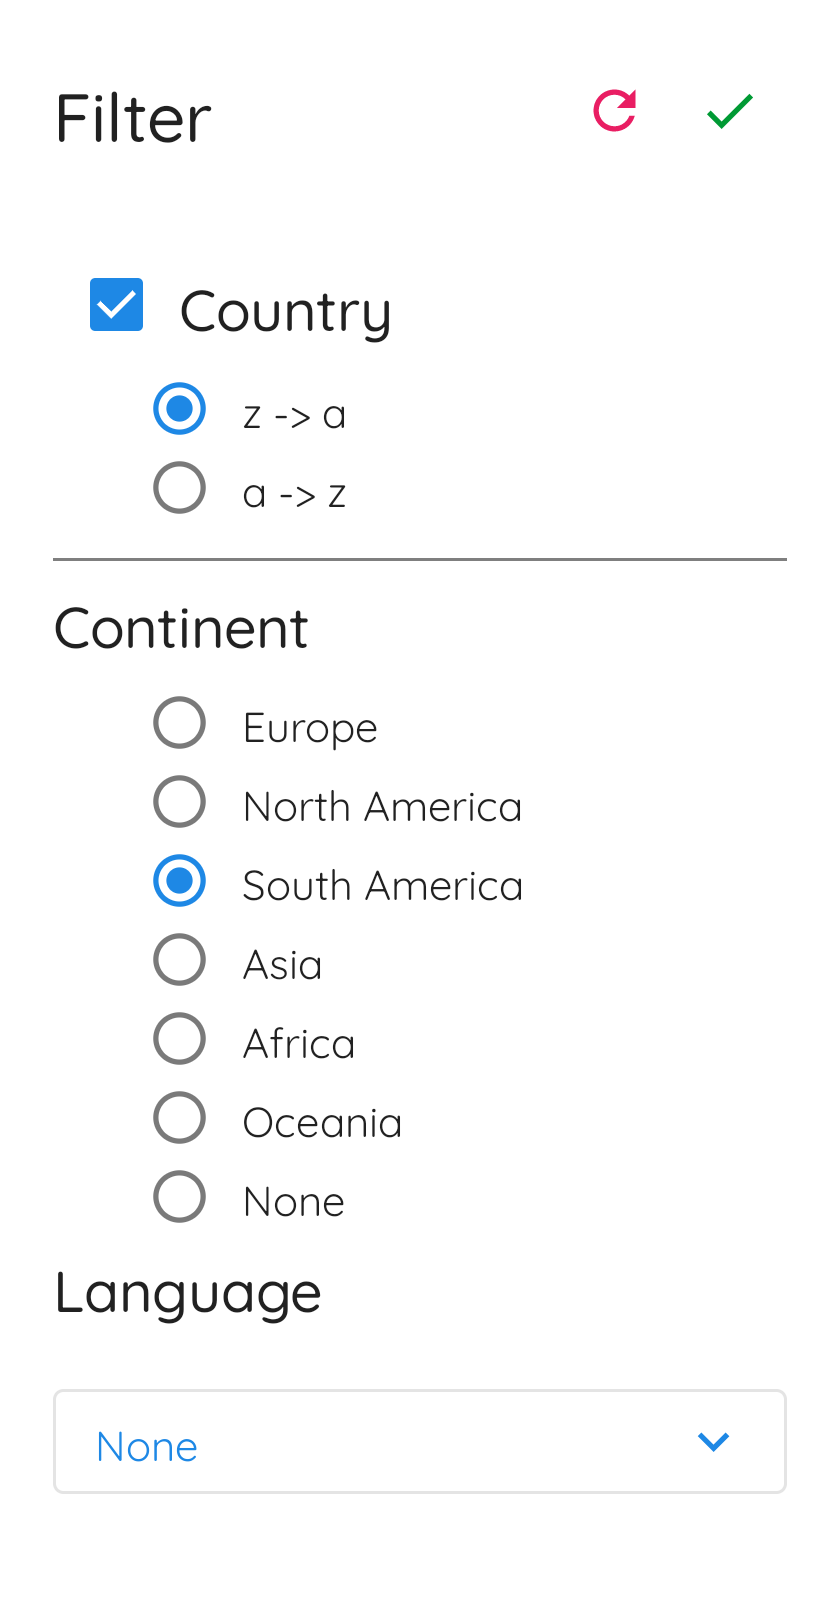 Filter
Country
z -> a
a -> z
Continent
Europe
North America
South America
Asia
Africa
Oceania
None
Language
None